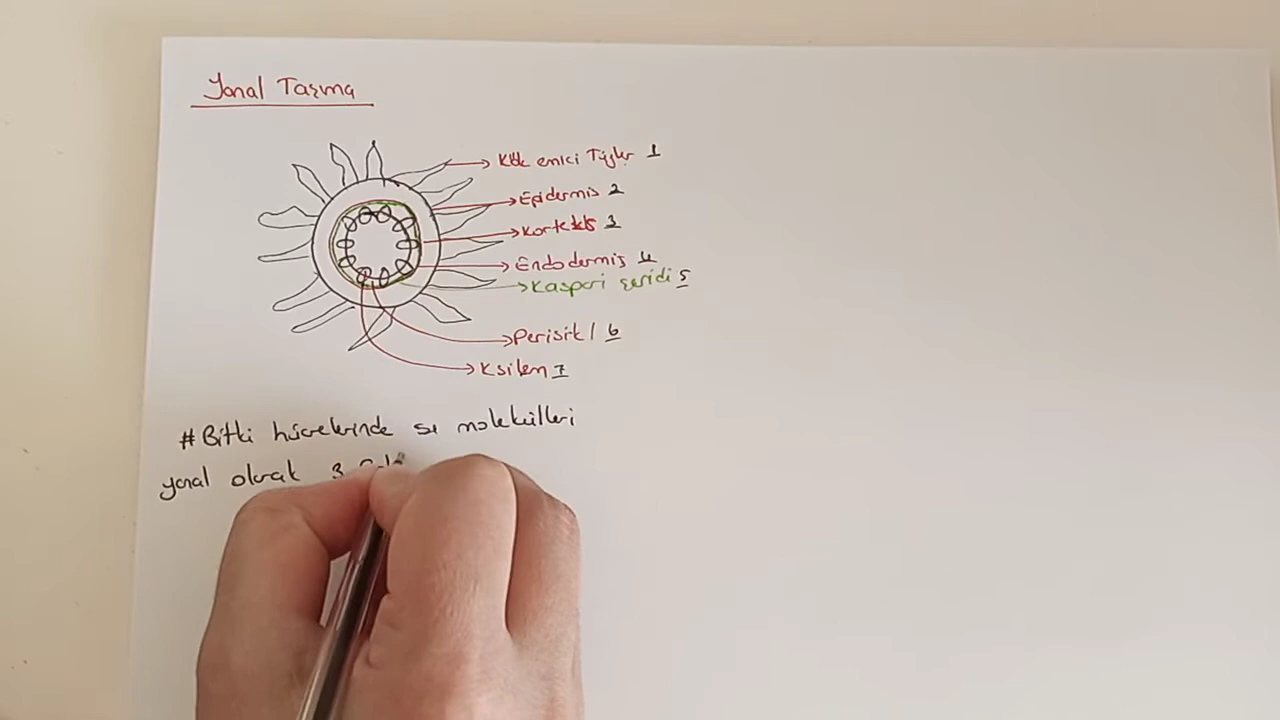 Yanal Taşıma
Kök emici Tüyler 1
Epidermis 2
Korteks 3
Endodermis 4
Kaspari şeridi 5
Perisikl 6
Ksilem 7
#Bitki hücrelerinde su molekülleri
yanal olarak 3